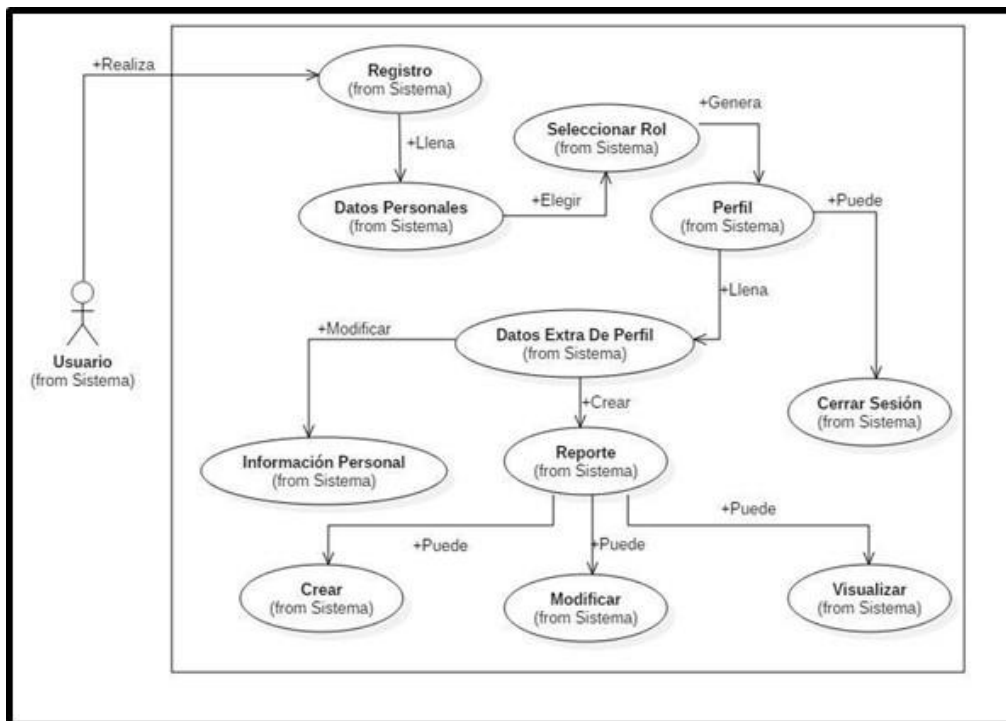 +Realiza
Registro
(from Sistema)
+Llena
Seleccionar Rol
(from Sistema)
+Genera
Datos Personales
(from Sistema)
+Elegir
Perfil
(from Sistema)
+Puede
+Llena
Usuario
(from Sistema)
+Modificar
Datos Extra De Perfil
(from Sistema)
+Crear
Cerrar Sesión
(from Sistema)
Información Personal
(from Sistema)
Reporte
(from Sistema)
+Puede
+Puede
+Puede
Crear
(from Sistema)
Modificar
(from Sistema)
Visualizar
(from Sistema)